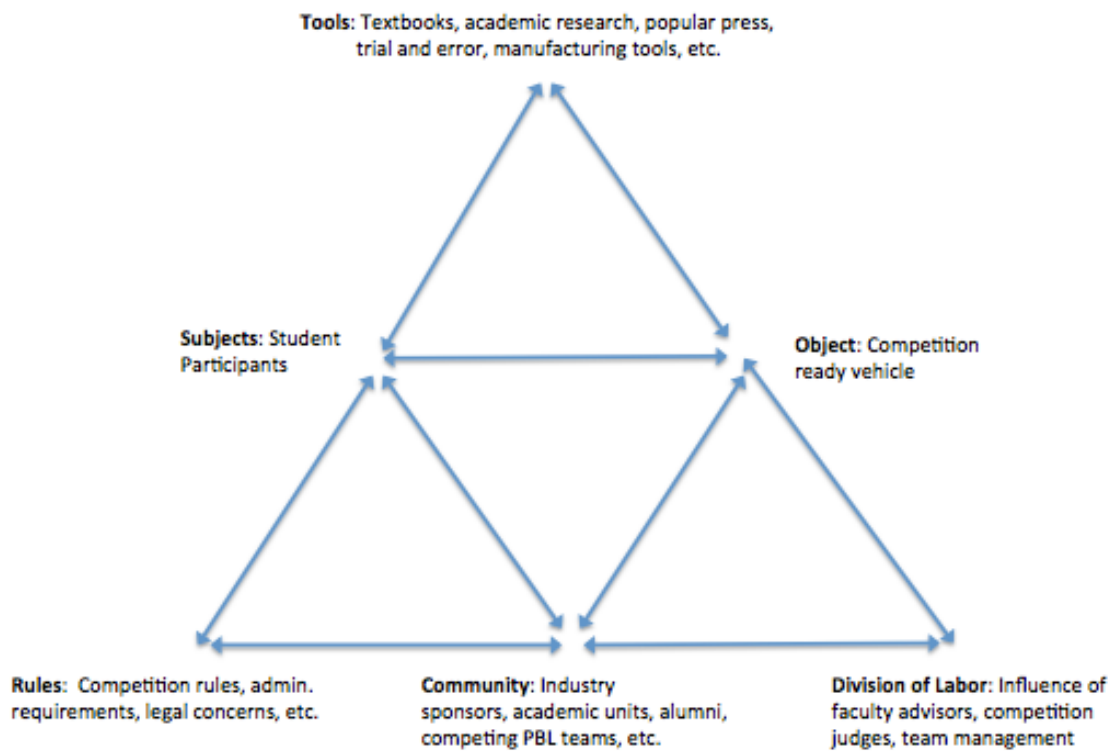 Tools: Textbooks, academic research, popular press,
trial and error, manufacturing tools, etc.
Subjects: Student
Participants
Object: Competition
ready vehicle
Rules:  Competition rules, admin.
requirements, legal concerns, etc.
Community: Industry
sponsors, academic units, alumni,
competing PBL teams, etc.
Division of Labor: Influence of
faculty advisors, competition
judges, team management